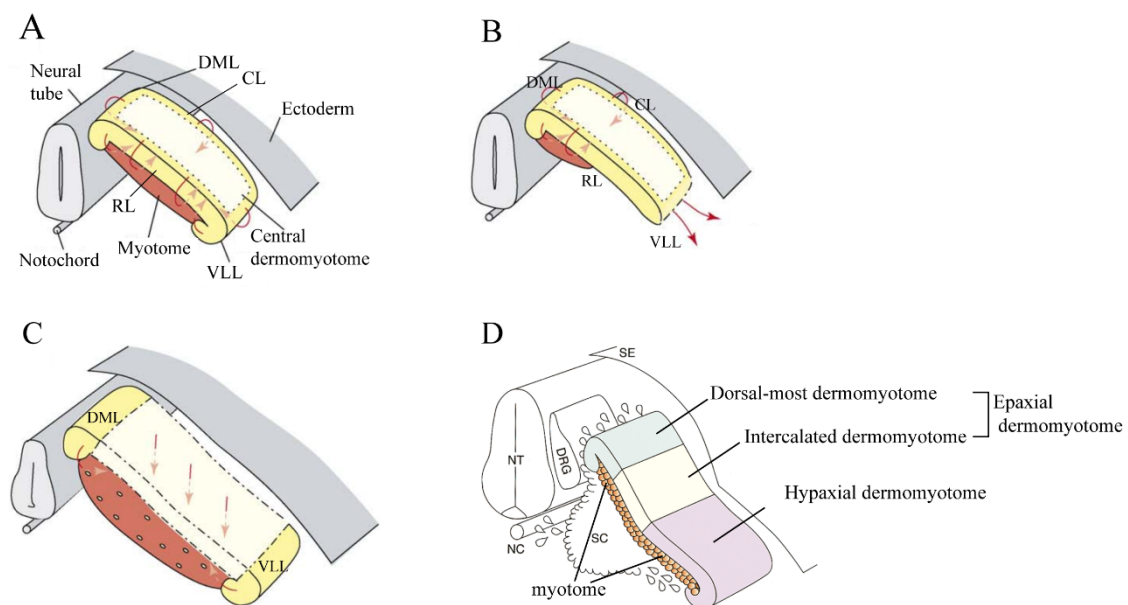 A
Neural
tube
DML
CL
Ectoderm
RL
Myotome
Central
dermomyotome
Notochord
VLL
B
DML
CL
RL
VLL
C
DML
VLL
D
SE
Dorsal-most dermomyotome
Epaxial
dermomyotome
Intercalated dermomyotome
NT
DRG
Hypaxial dermomyotome
NC
SC
myotome